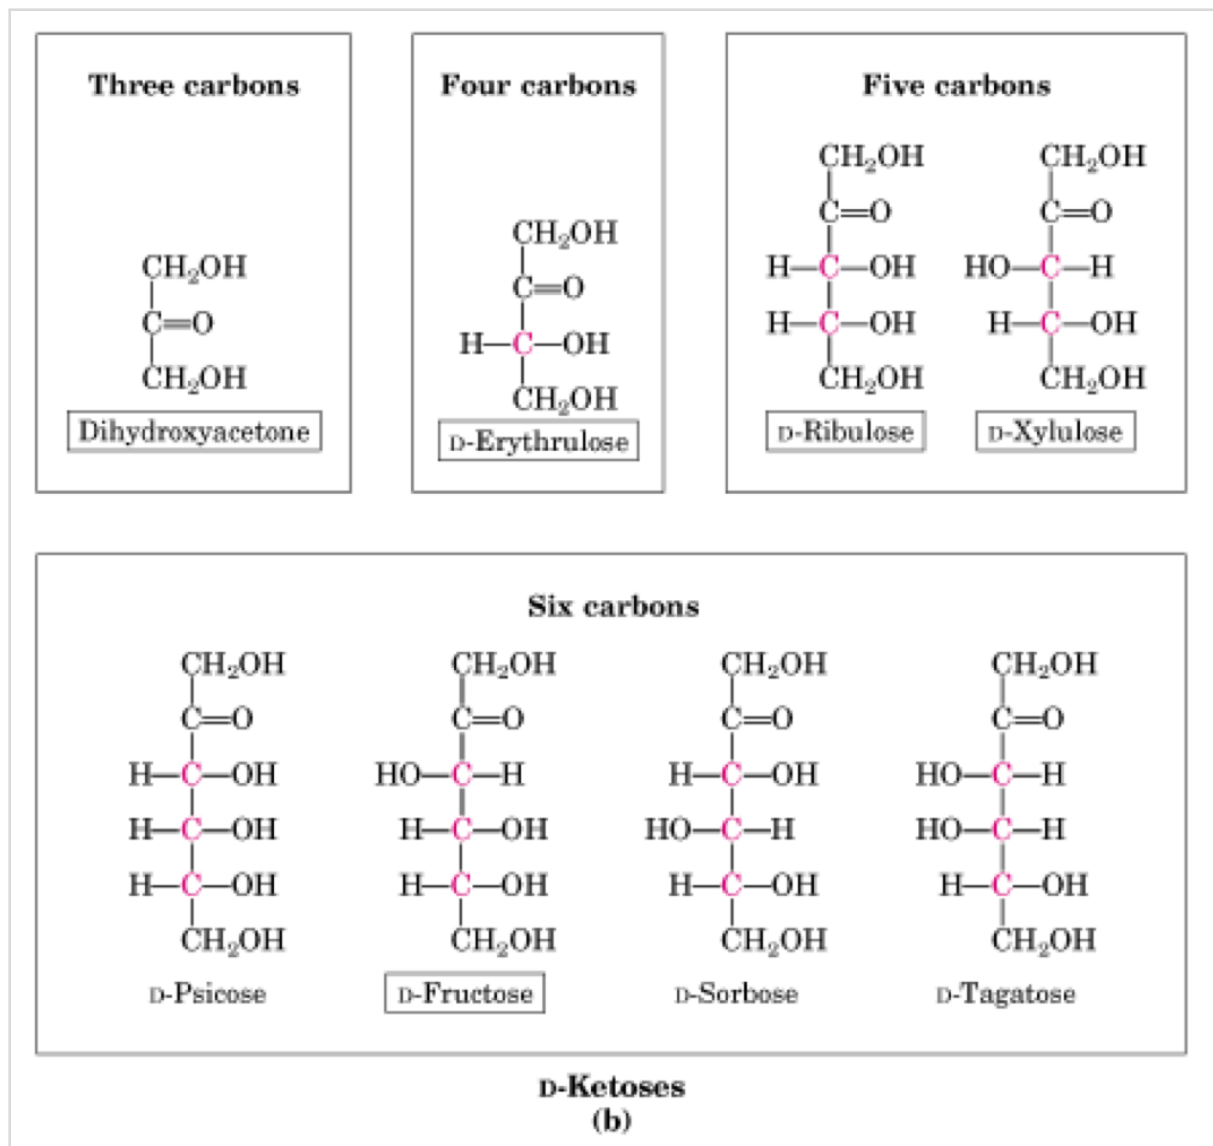 Three carbons
CH₂OH
C=O
CH₂OH
Dihydroxyacetone
Four carbons
CH₂OH
C=O
H—C—OH
CH₂OH
D-Erythrulose
Five carbons
CH₂OH
C=O
H—C—OH
H—C—OH
CH₂OH
D-Ribulose
CH₂OH
C=O
HO—C—H
H—C—OH
CH₂OH
D-Xylulose
Six carbons
CH₂OH
C=O
H—C—OH
H—C—OH
H—C—OH
CH₂OH
D-Psicose
CH₂OH
C=O
HO—C—H
H—C—OH
H—C—OH
CH₂OH
D-Fructose
CH₂OH
C=O
H—C—OH
HO—C—H
H—C—OH
CH₂OH
D-Sorbose
CH₂OH
C=O
HO—C—H
HO—C—H
H—C—OH
CH₂OH
D-Tagatose
D-Ketoses
(b)